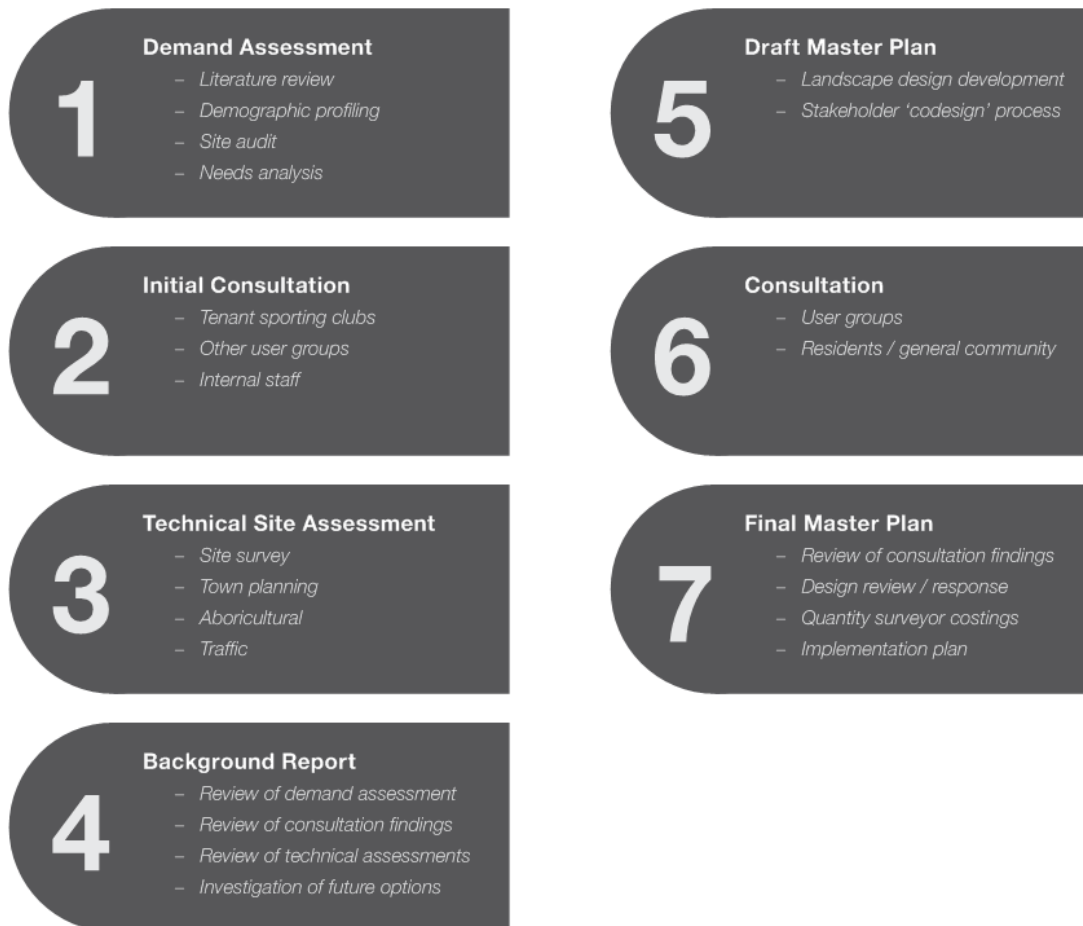 1
Demand Assessment
– Literature review
– Demographic profiling
– Site audit
– Needs analysis
2
Initial Consultation
– Tenant sporting clubs
– Other user groups
– Internal staff
3
Technical Site Assessment
– Site survey
– Town planning
– Aboricultural
– Traffic
4
Background Report
– Review of demand assessment
– Review of consultation findings
– Review of technical assessments
– Investigation of future options
5
Draft Master Plan
– Landscape design development
– Stakeholder ‘codesign’ process
6
Consultation
– User groups
– Residents / general community
7
Final Master Plan
– Review of consultation findings
– Design review / response
– Quantity surveyor costings
– Implementation plan